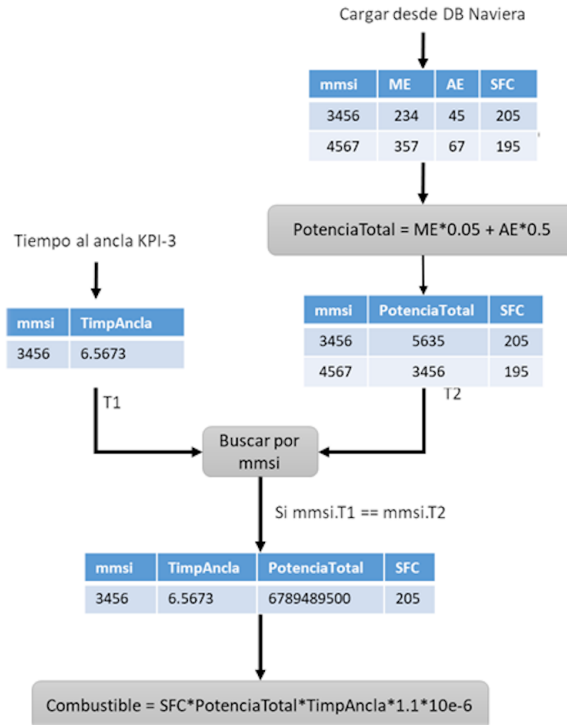 Cargar desde DB Naviera
mmsi ME AE SFC
3456 234 45 205
4567 357 67 195
PotenciaTotal = ME*0.05 + AE*0.5
Tiempo al ancla KPI-3
mmsi TimpAncla
3456 6.5673
mmsi PotenciaTotal SFC
3456 5635 205
4567 3456 195
T1
T2
Buscar por
mmsi
Si mmsi.T1 == mmsi.T2
mmsi TimpAncla PotenciaTotal SFC
3456 6.5673 6789489500 205
Combustible = SFC*PotenciaTotal*TimpAncla*1.1*10e-6